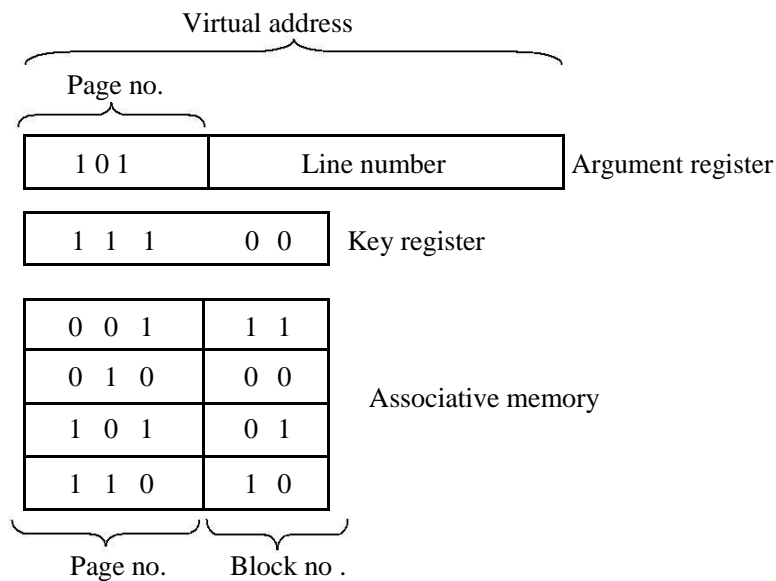 Virtual address
Page no.
1 0 1 Line number Argument register
1 1 1 0 0 Key register
0 0 1 1 1
0 1 0 0 0
Associative memory
1 0 1 0 1
1 1 0 1 0
Page no. Block no .